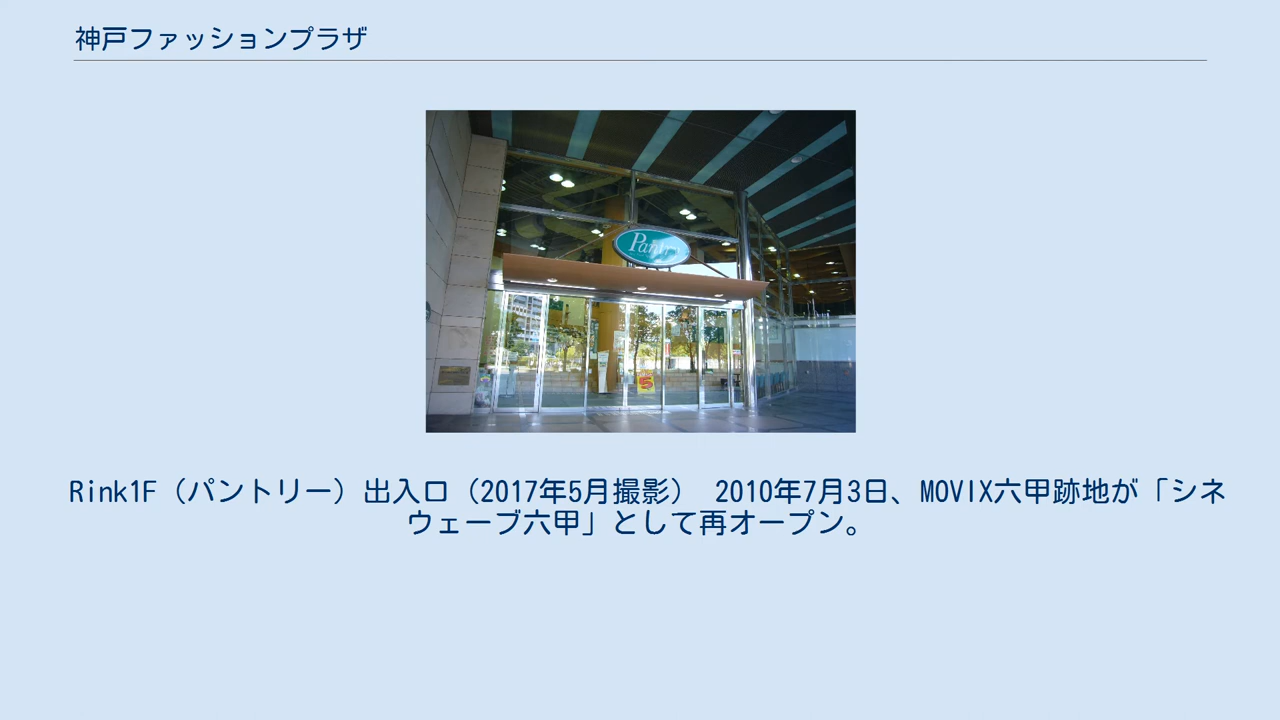 神戸ファッションプラザ
Pantry
5
Rink1F（パントリー）出入口（2017年5月撮影） 2010年7月3日、MOVIX六甲跡地が「シネ
ウェーブ六甲」として再オープン。